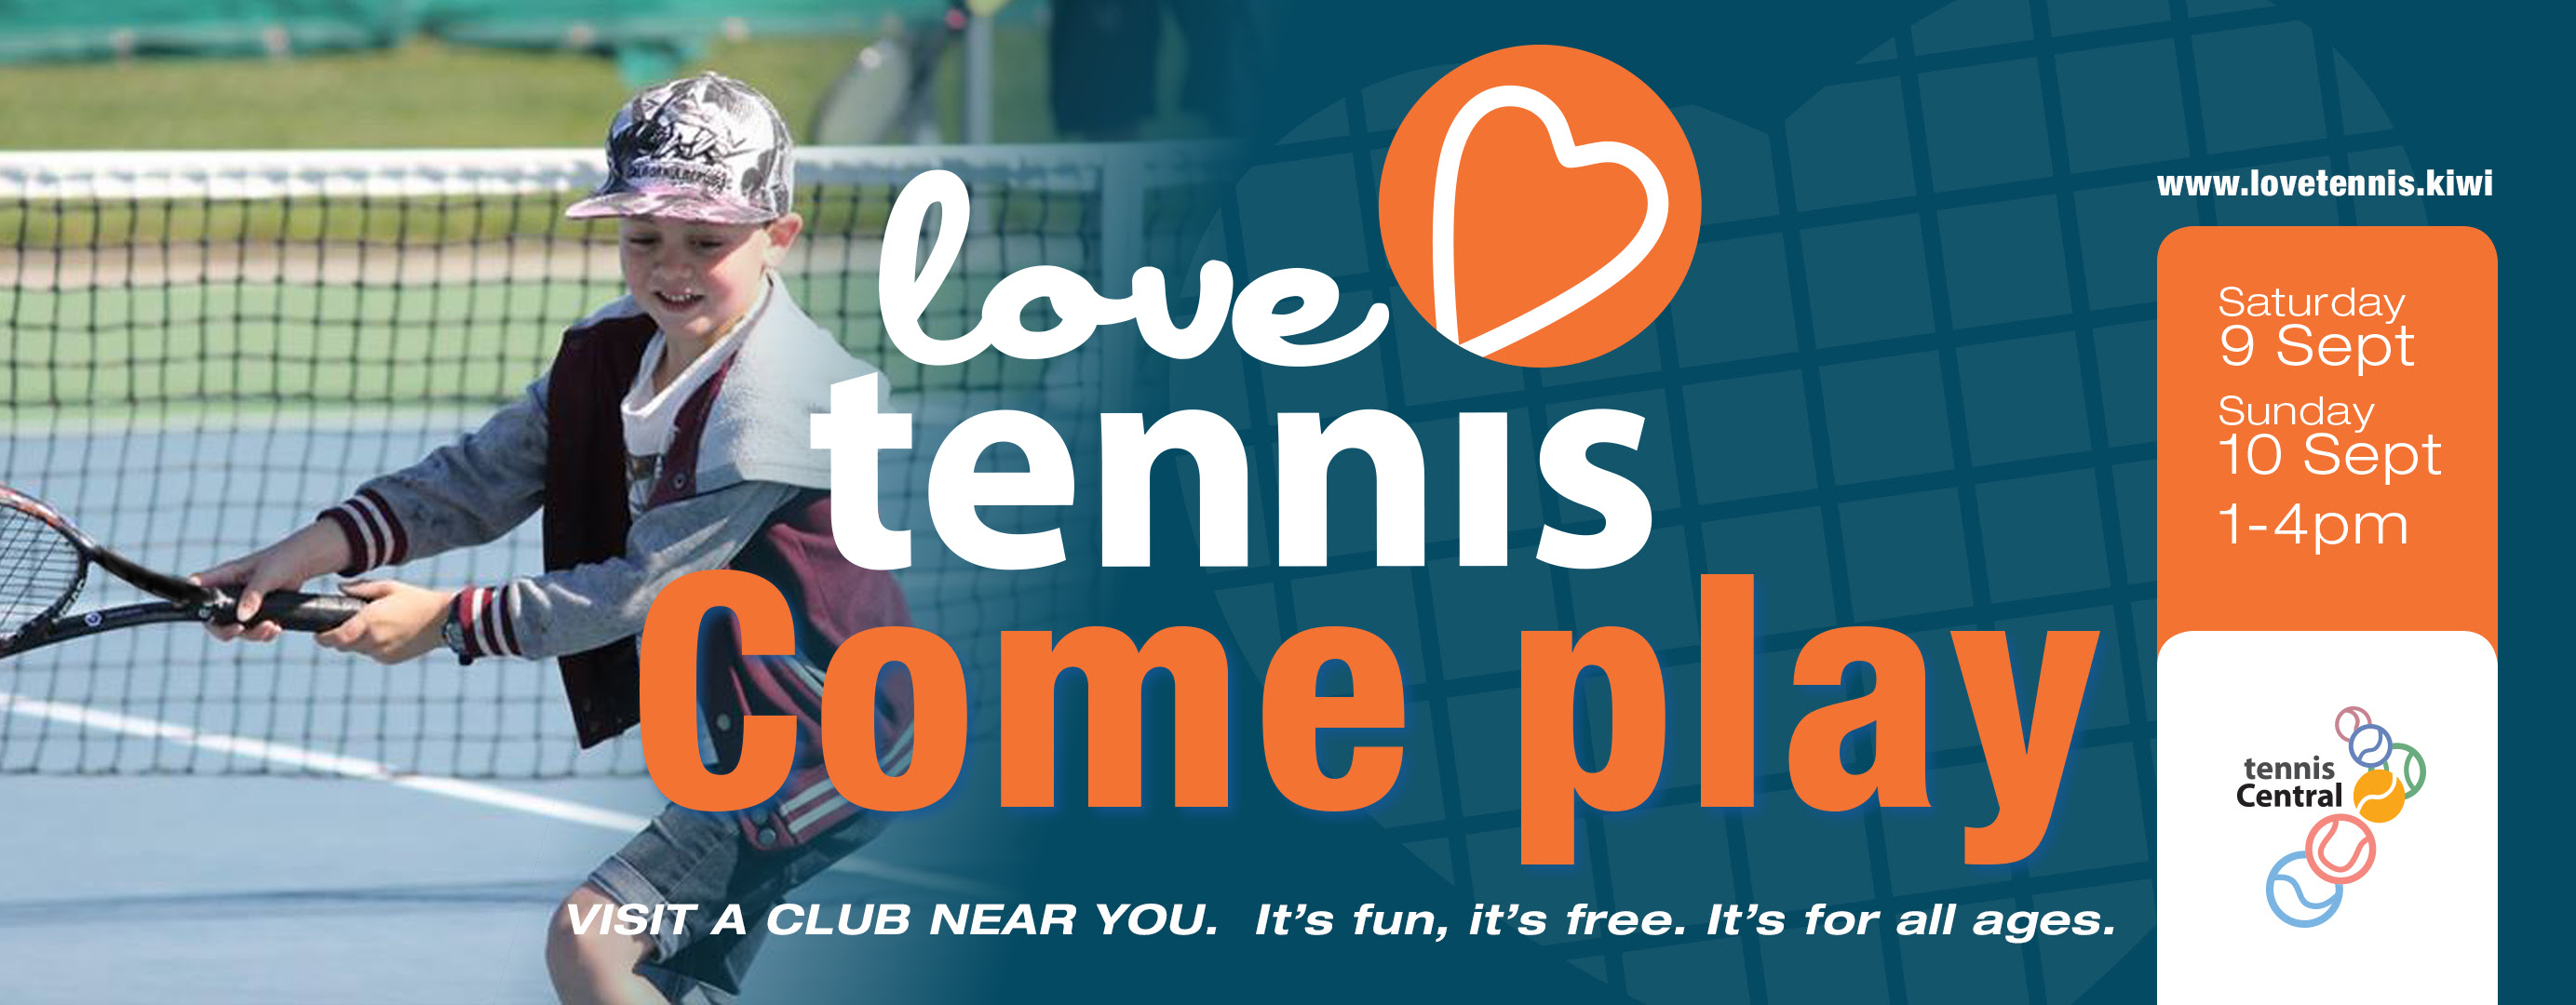 love
tennis
Come play
VISIT A CLUB NEAR YOU. It's fun, it's free. It's for all ages.
www.lovetennis.kiwi
Saturday
9 Sept
Sunday
10 Sept
1-4pm
tennis
Central